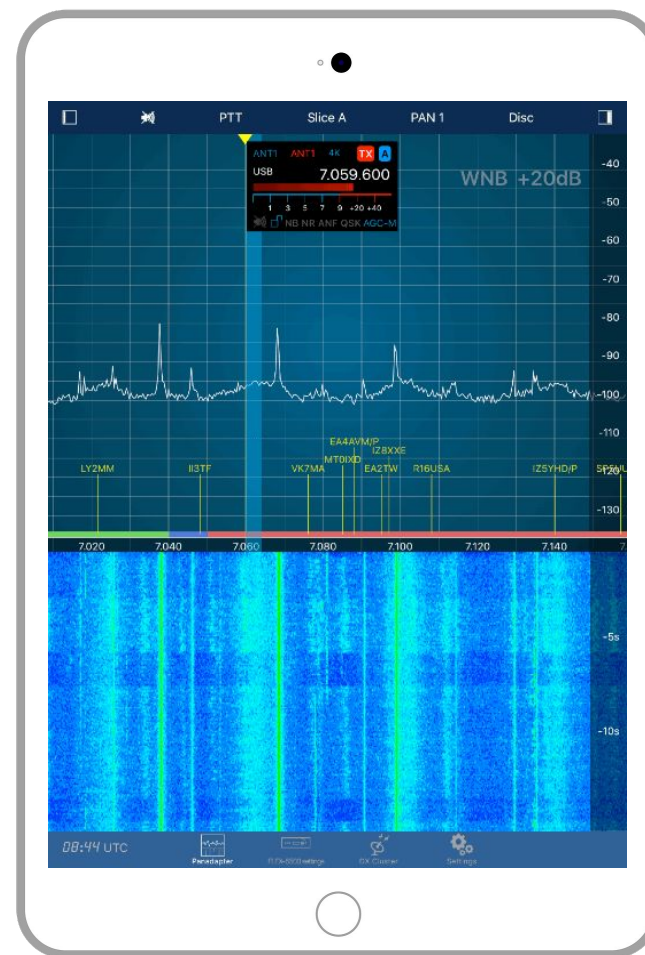 PTT Slice A PAN 1 Disc
ANT1 ANT1 4K TX A
USB 7.059.600
1 3 5 7 9 +20 +40
NB NR ANF QSK AGC-M
WNB +20dB
-40
-50
-60
-70
-80
-90
-100
-110
EA4AVM/P
IZ8XXE
MT0IXD
LY2MM II3TF VK7MA EA2TW R16USA IZ5YHD/P
-120
-130
7.020 7.040 7.060 7.080 7.100 7.120 7.140 7.
-5s
-10s
08:44 UTC
Panadapter DX Cluster Settings